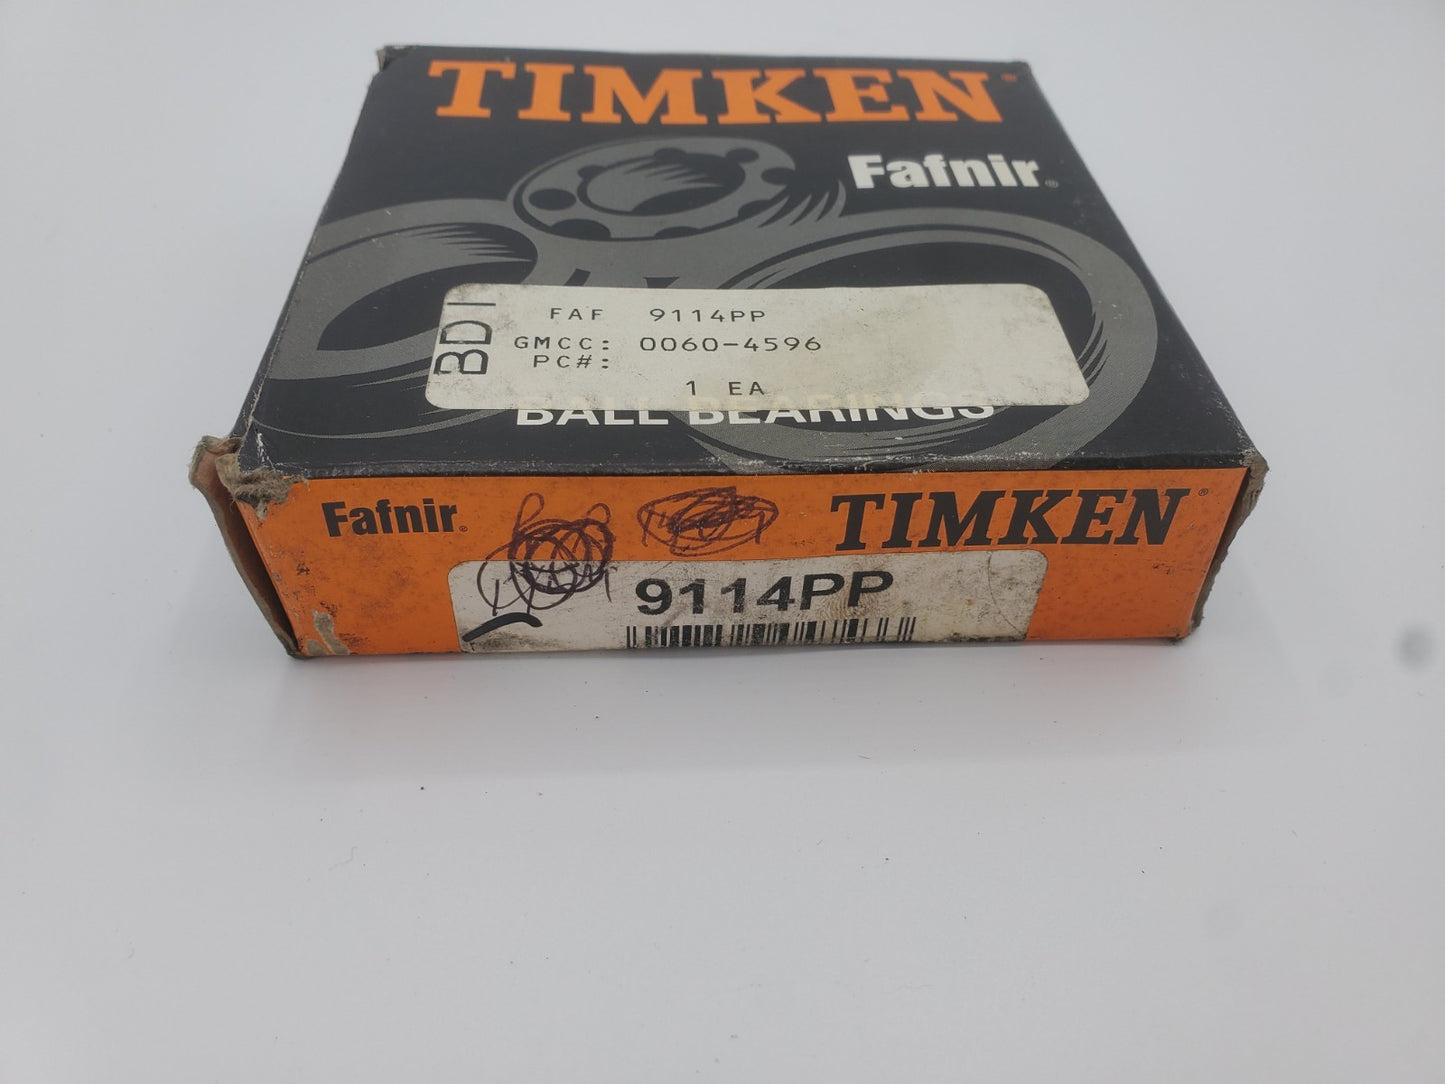 TIMKEN®
Fafnir®
BDI
FAF 9114PP
GMCC: 0060-4596
PC#:
1 EA
BALL BEARINGS
Fafnir®
TIMKEN®
9114PP